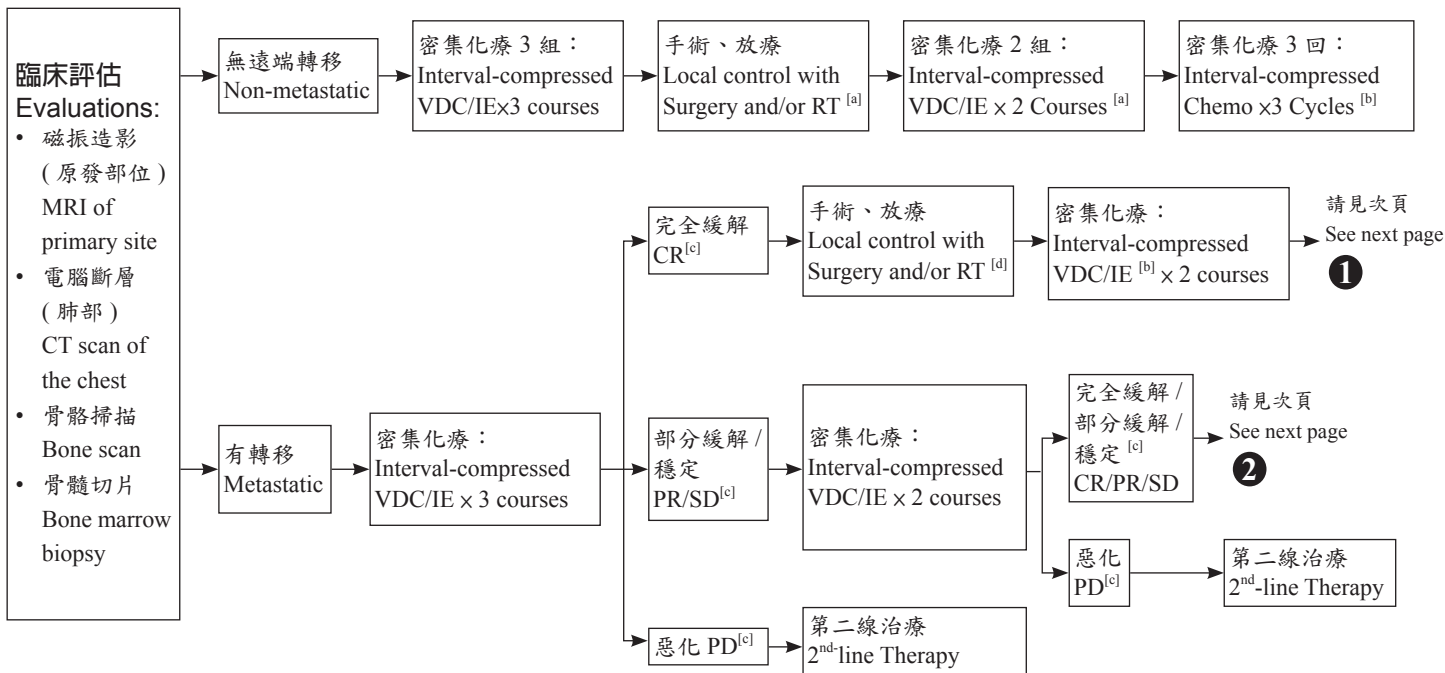 臨床評估
Evaluations:
• 磁振造影
( 原發部位 )
MRI of
primary site
• 電腦斷層
( 肺部 )
CT scan of
the chest
• 骨骼掃描
Bone scan
• 骨髓切片
Bone marrow
biopsy
無遠端轉移
Non-metastatic
密集化療 3 組：
Interval-compressed
VDC/IE×3 courses
手術、放療
Local control with
Surgery and/or RT [a]
密集化療 2 組：
Interval-compressed
VDC/IE × 2 Courses [a]
密集化療 3 回：
Interval-compressed
Chemo ×3 Cycles [b]
有轉移
Metastatic
密集化療：
Interval-compressed
VDC/IE × 3 courses
完全緩解
CR[c]
手術、放療
Local control with
Surgery and/or RT [d]
密集化療：
Interval-compressed
VDC/IE [b] × 2 courses
請見次頁
See next page
❶
部分緩解 /
穩定
PR/SD[c]
密集化療：
Interval-compressed
VDC/IE × 2 courses
完全緩解 /
部分緩解 /
穩定 [c]
CR/PR/SD
請見次頁
See next page
❷
惡化
PD[c]
第二線治療
2nd-line Therapy
惡化 PD[c]
第二線治療
2nd-line Therapy